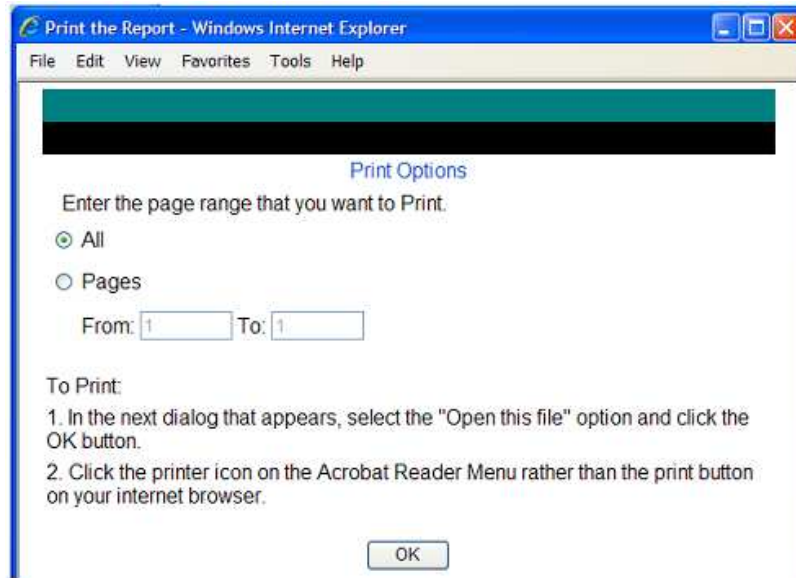 Print the Report - Windows Internet Explorer
File Edit View Favorites Tools Help
Print Options
Enter the page range that you want to Print.
All
Pages
From: 1 To: 1
To Print:
1. In the next dialog that appears, select the "Open this file" option and click the
OK button.
2. Click the printer icon on the Acrobat Reader Menu rather than the print button
on your internet browser.
OK